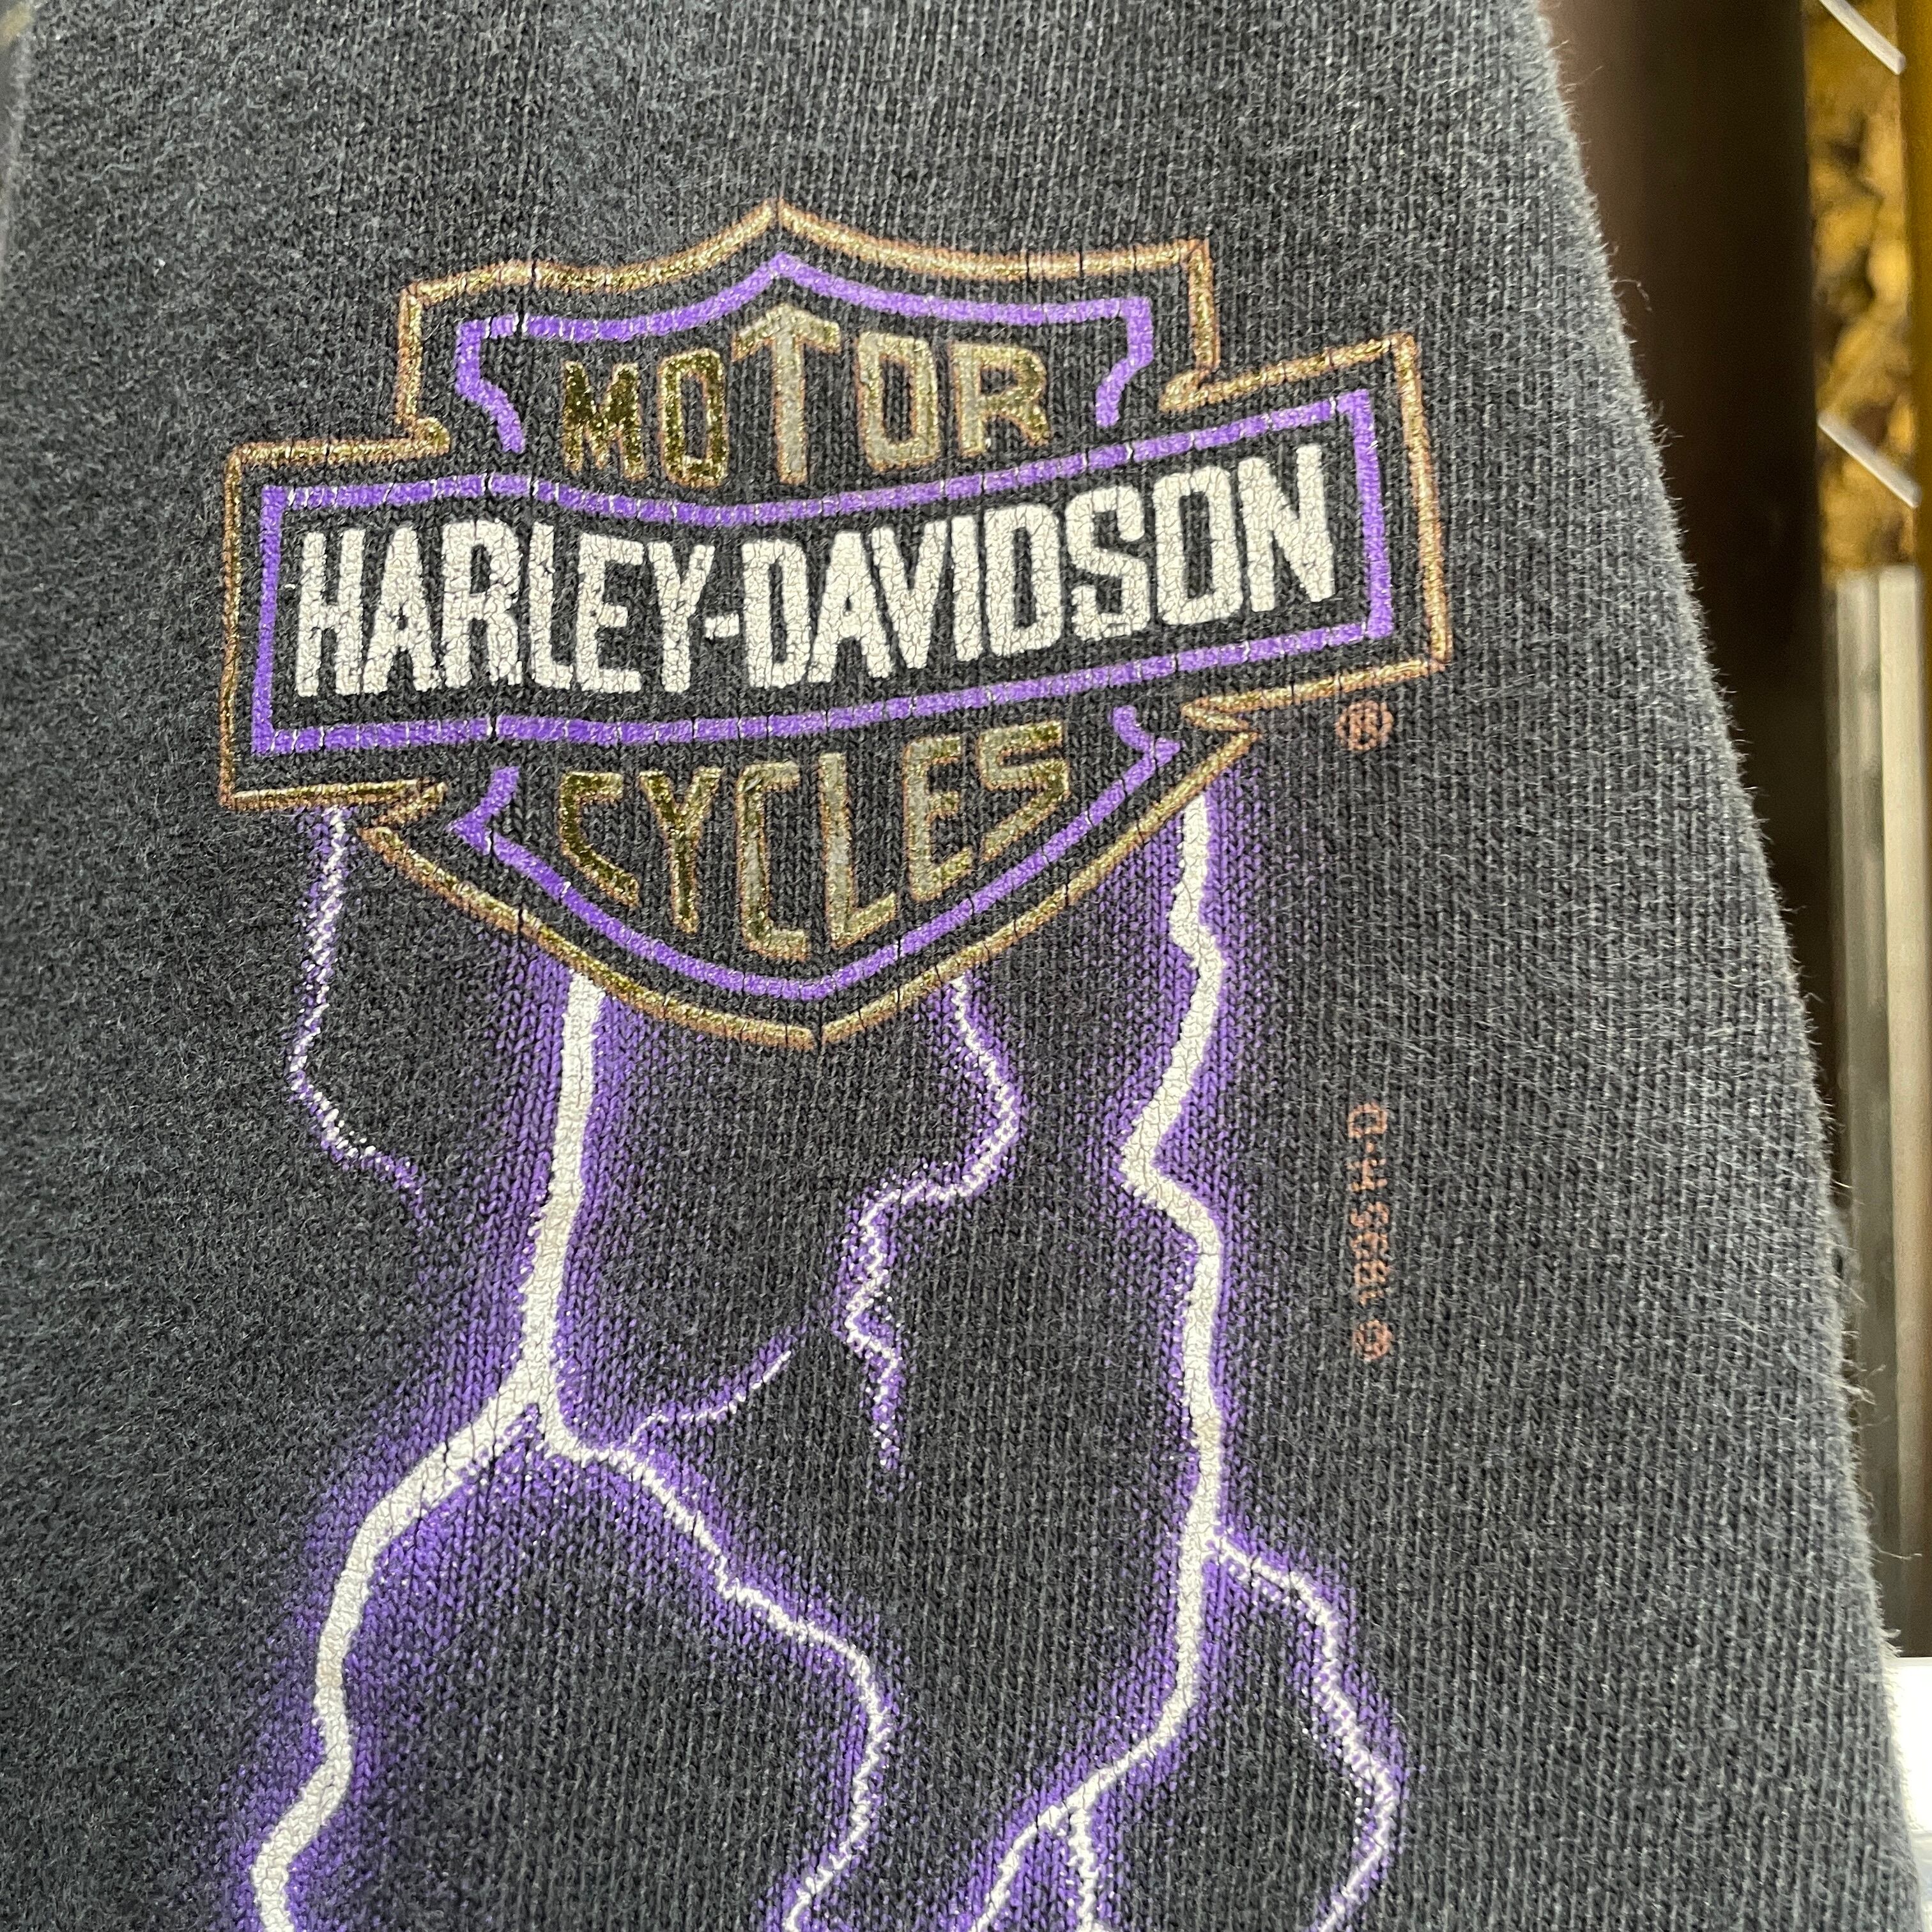 MOTOR
HARLEY-DAVIDSON
CYCLES
®
© 1995 H-D